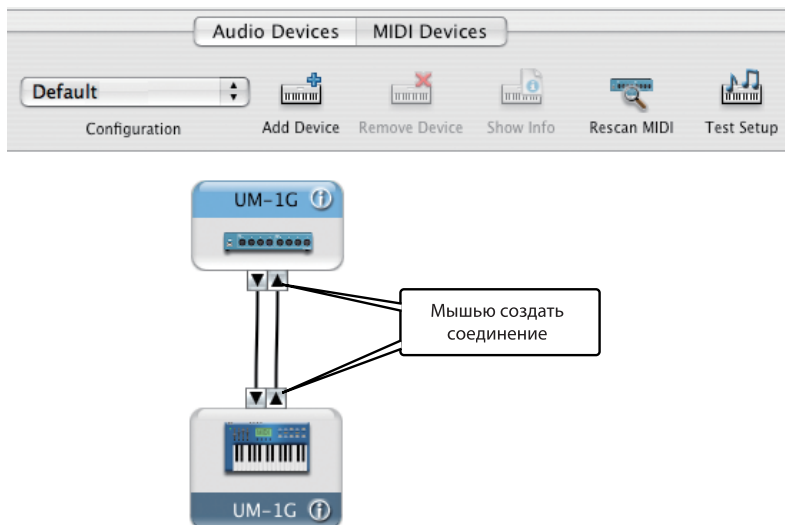 Audio Devices MIDI Devices
Default
Configuration
Add Device
Remove Device
Show Info
Rescan MIDI
Test Setup
UM-1G
Мышью создать
соединение
UM-1G